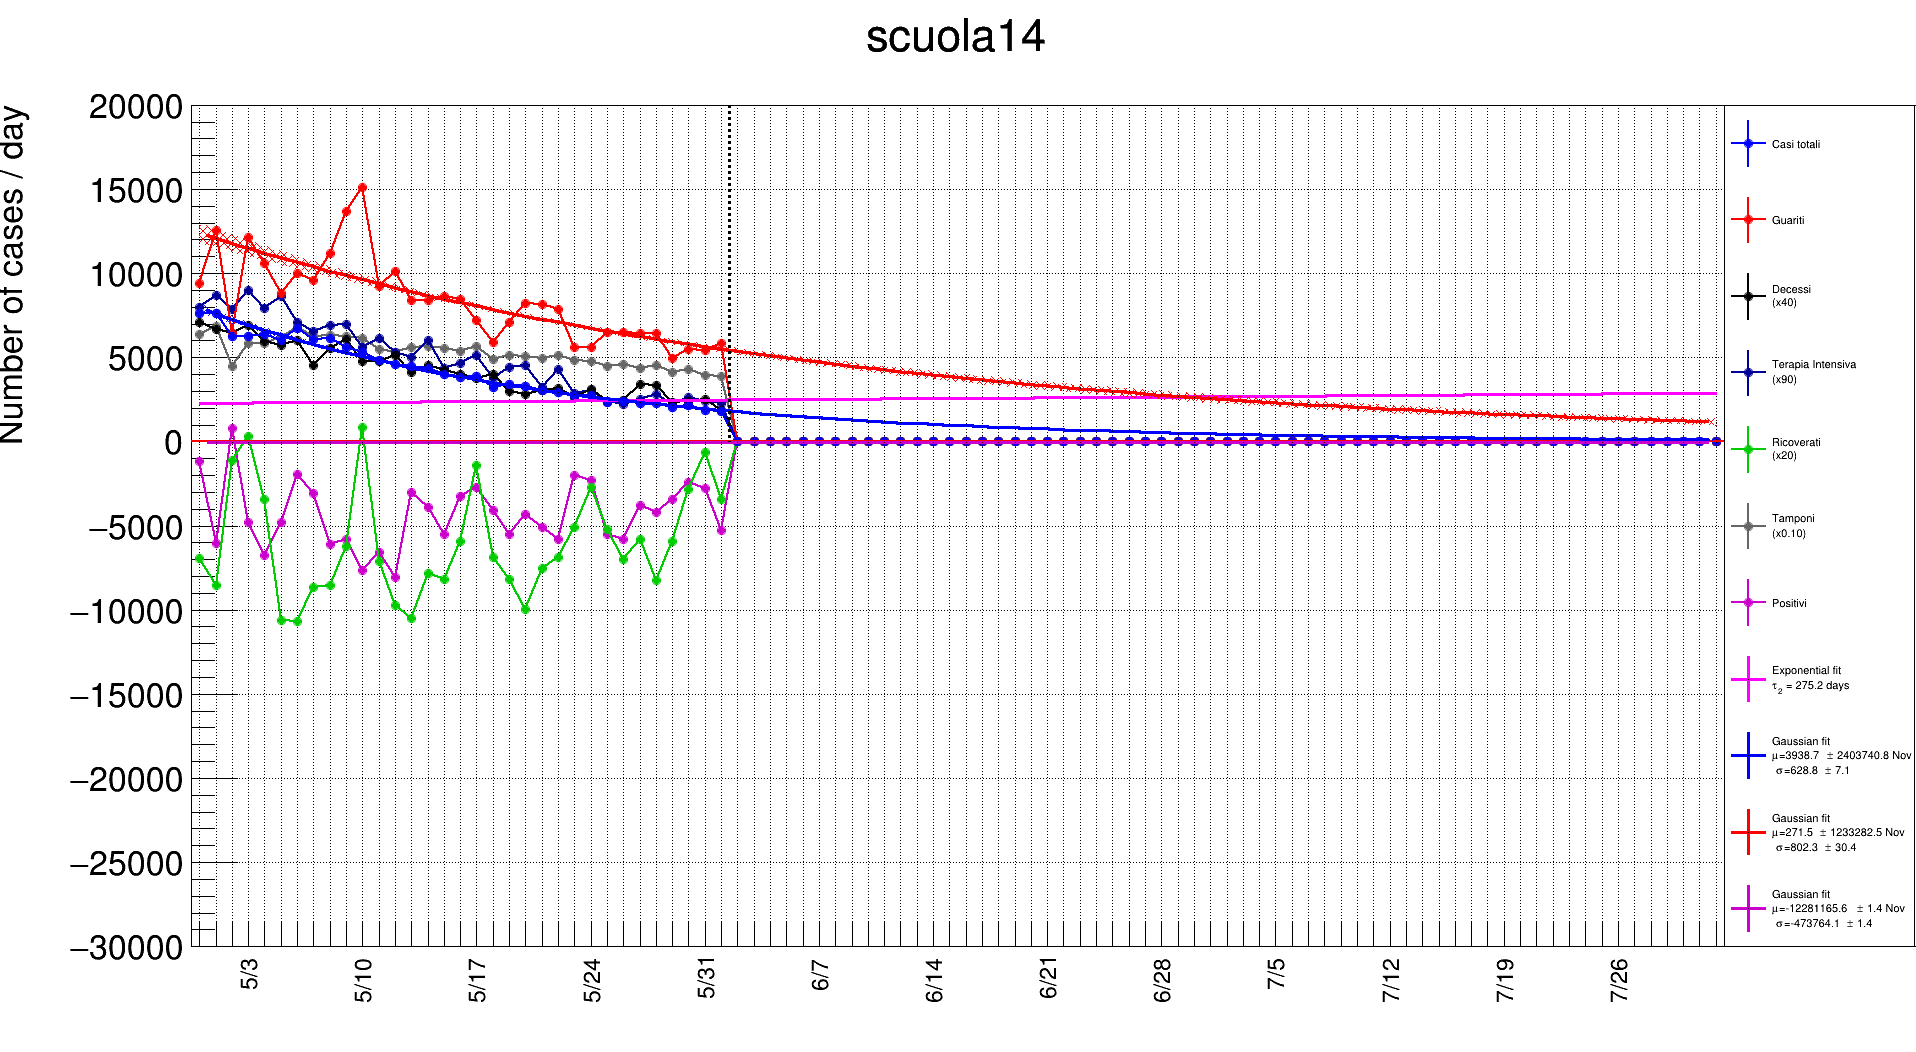 scuola14
Number of cases / day
20000
15000
10000
5000
0
−5000
−10000
−15000
−20000
−25000
−30000
5/3
5/10
5/17
5/24
5/31
6/7
6/14
6/21
6/28
7/5
7/12
7/19
7/26
Casi totali
Guariti
Decessi
(x40)
Terapia Intensiva
(x90)
Ricoverati
(x20)
Tamponi
(x0.10)
Positivi
Exponential fit
τ2 = 275.2 days
Gaussian fit
μ=3938.7 ± 2403740.8 Nov
σ=628.8 ± 7.1
Gaussian fit
μ=271.5 ± 1233282.5 Nov
σ=802.3 ± 30.4
Gaussian fit
μ=-12281165.6 ± 1.4 Nov
σ=-473764.1 ± 1.4